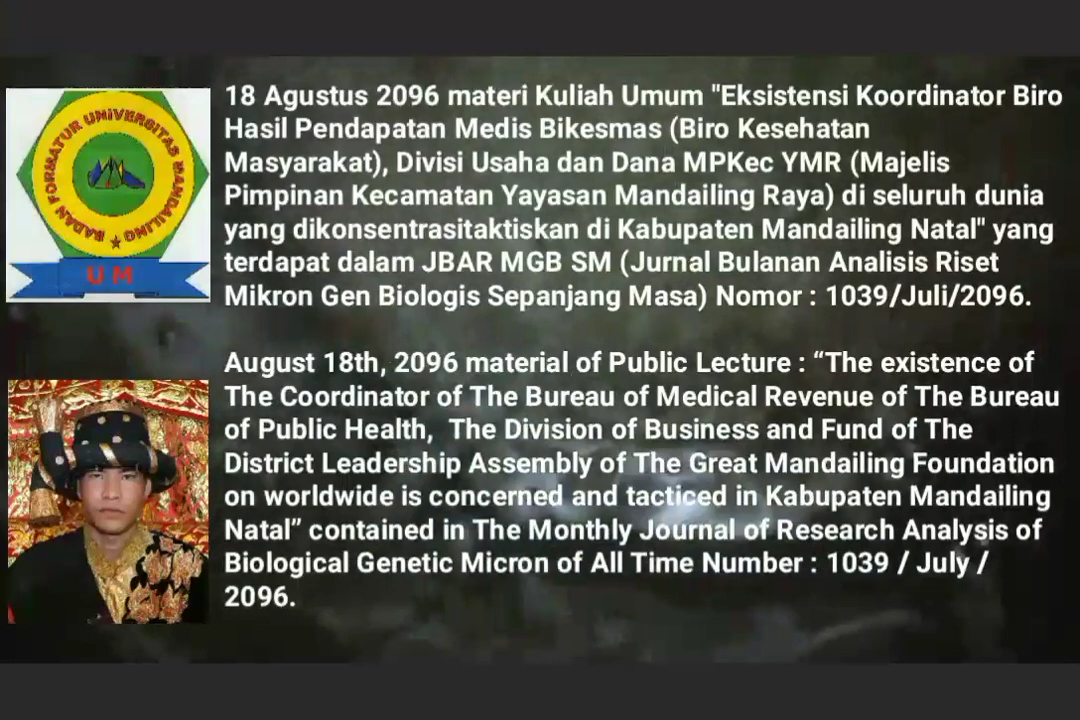 BADAN FORMATUR UNIVERSITAS MANDAILING
UM
18 Agustus 2096 materi Kuliah Umum "Eksistensi Koordinator Biro
Hasil Pendapatan Medis Bikesmas (Biro Kesehatan
Masyarakat), Divisi Usaha dan Dana MPKec YMR (Majelis
Pimpinan Kecamatan Yayasan Mandailing Raya) di seluruh dunia
yang dikonsentrasitaktiskan di Kabupaten Mandailing Natal" yang
terdapat dalam JBAR MGB SM (Jurnal Bulanan Analisis Riset
Mikron Gen Biologis Sepanjang Masa) Nomor : 1039/Juli/2096.
August 18th, 2096 material of Public Lecture : “The existence of
The Coordinator of The Bureau of Medical Revenue of The Bureau
of Public Health, The Division of Business and Fund of The
District Leadership Assembly of The Great Mandailing Foundation
on worldwide is concerned and tacticed in Kabupaten Mandailing
Natal” contained in The Monthly Journal of Research Analysis of
Biological Genetic Micron of All Time Number : 1039 / July /
2096.